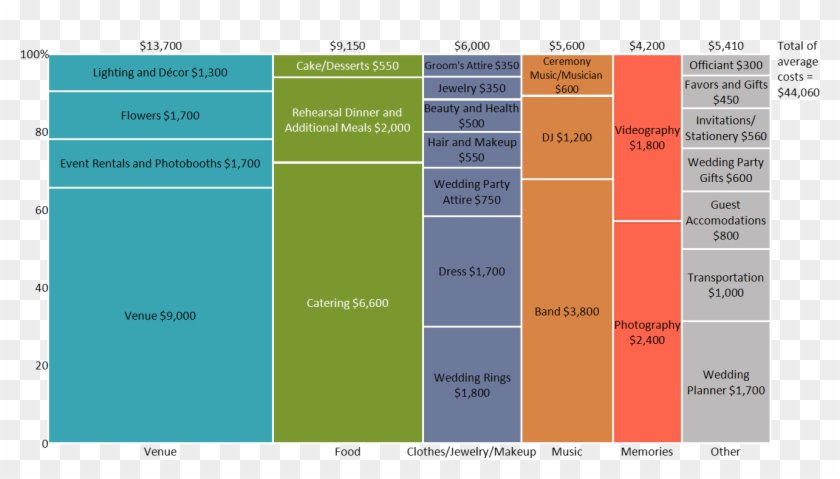 $13,700
$9,150
$6,000
$5,600
$4,200
$5,410
Total of
average
costs =
$44,060
100%
80
60
40
20
0
Lighting and Décor $1,300
Flowers $1,700
Event Rentals and Photobooths $1,700
Venue $9,000
Cake/Desserts $550
Rehearsal Dinner and
Additional Meals $2,000
Catering $6,600
Groom's Attire $350
Jewelry $350
Beauty and Health
$500
Hair and Makeup
$550
Wedding Party
Attire $750
Dress $1,700
Wedding Rings
$1,800
Ceremony
Music/Musician
$600
DJ $1,200
Band $3,800
Videography
$1,800
Photography
$2,400
Officiant $300
Favors and Gifts
$450
Invitations/
Stationery $560
Wedding Party
Gifts $600
Guest
Accomodations
$800
Transportation
$1,000
Wedding
Planner $1,700
Venue
Food
Clothes/Jewelry/Makeup
Music
Memories
Other